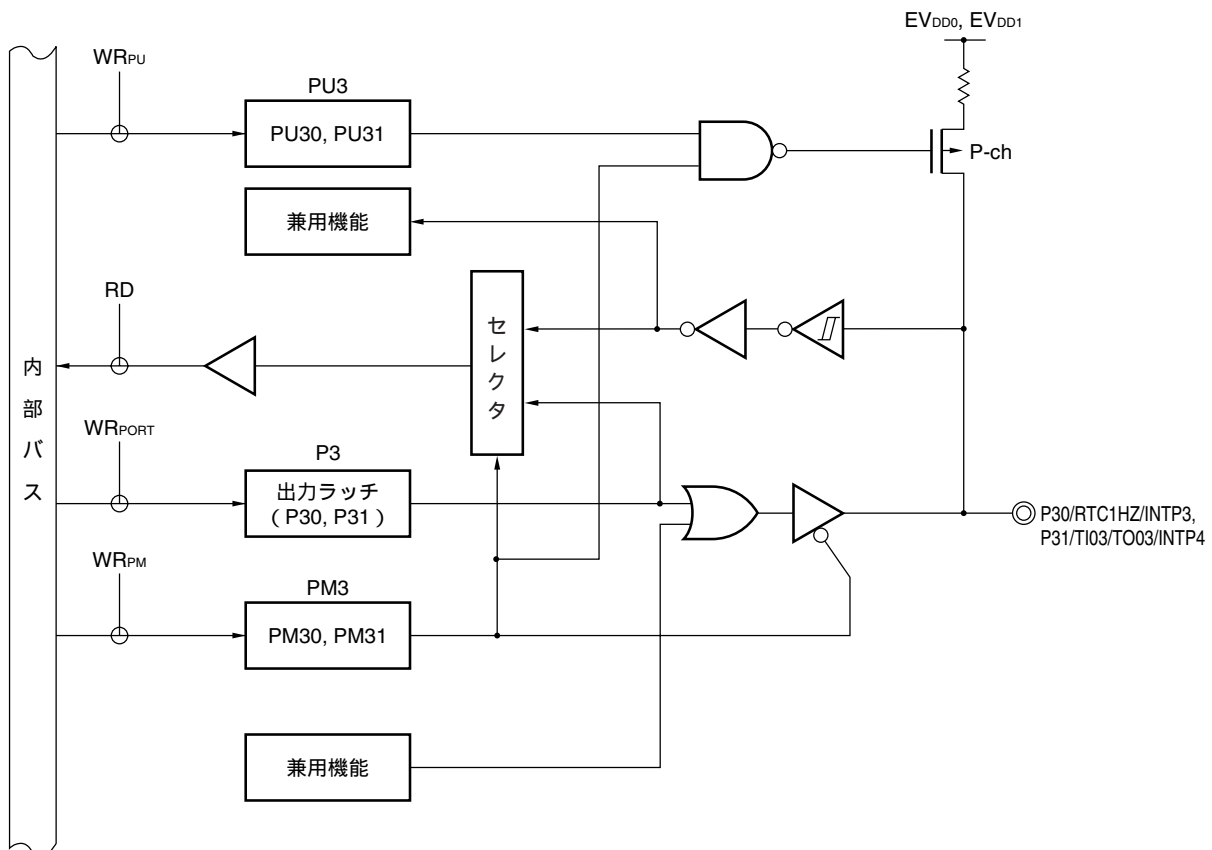 EVDD0, EVDD1
WRPU
PU3
PU30, PU31
P-ch
兼用機能
RD
セレクタ
内部バス
WRPORT
P3
出力ラッチ
（P30, P31）
P30/RTC1HZ/INTP3,
P31/TI03/TO03/INTP4
WRPM
PM3
PM30, PM31
兼用機能